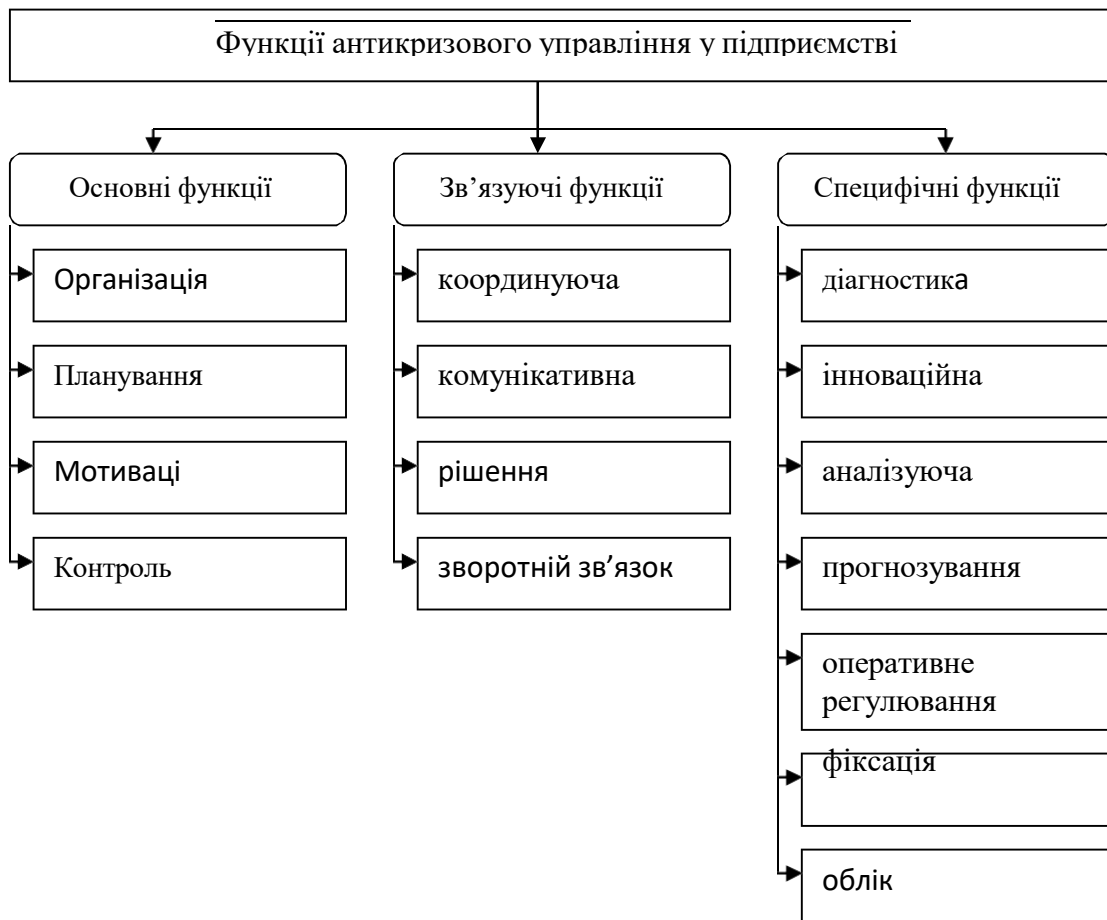 Функції антикризового управління у підприємстві
Основні функції
Організація
Планування
Мотиваці
Контроль
Зв’язуючі функції
координуюча
комунікативна
рішення
зворотній зв’язок
Специфічні функції
діагностика
інноваційна
аналізуюча
прогнозування
оперативне
регулювання
фіксація
облік